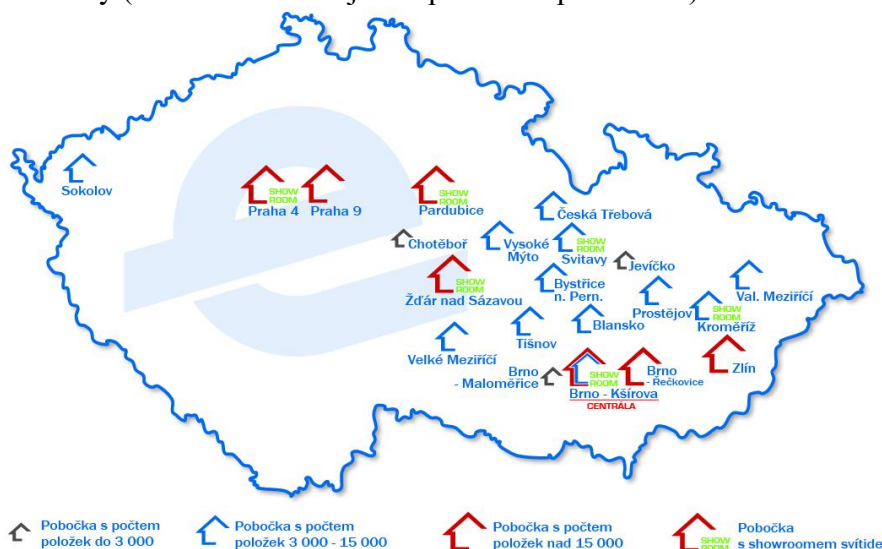 SHOW
ROOM
Sokolov
Praha 4
Praha 9
SHOW
ROOM
Pardubice
Česká Třebová
Chotěboř
Vysoké
Mýto
SHOW
ROOM
Svitavy
Jevíčko
SHOW
ROOM
Žďár nad Sázavou
Bystřice
n. Pern.
Prostějov
Val. Meziříčí
SHOW
ROOM
Kroměříž
Velké Meziříčí
Tišnov
Blansko
Brno
- Maloměřice
SHOW
ROOM
Brno - Kšírova
CENTRÁLA
Brno
- Řečkovice
Zlín
Pobočka s počtem
položek do 3 000
Pobočka s počtem
položek 3 000 - 15 000
Pobočka s počtem
položek nad 15 000
SHOW
ROOM
Pobočka
s showroomem svítide